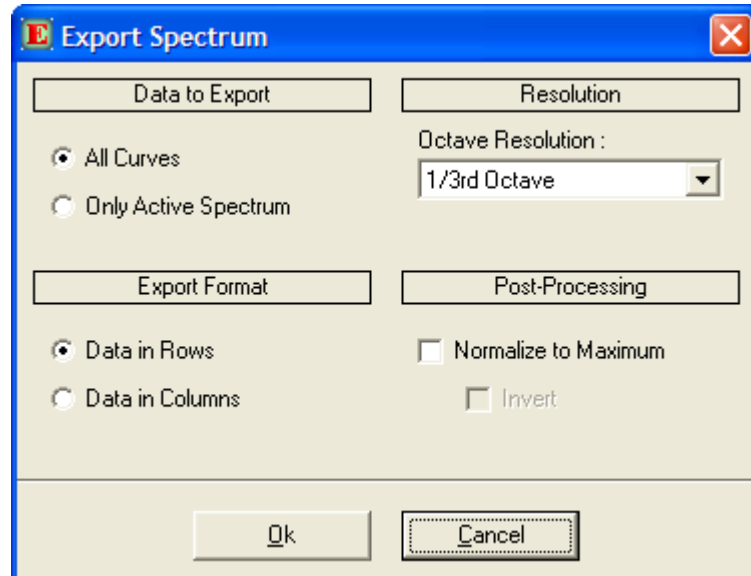 E Export Spectrum
Data to Export
All Curves
Only Active Spectrum
Resolution
Octave Resolution :
1/3rd Octave
Export Format
Data in Rows
Data in Columns
Post-Processing
Normalize to Maximum
Invert
Ok
Cancel